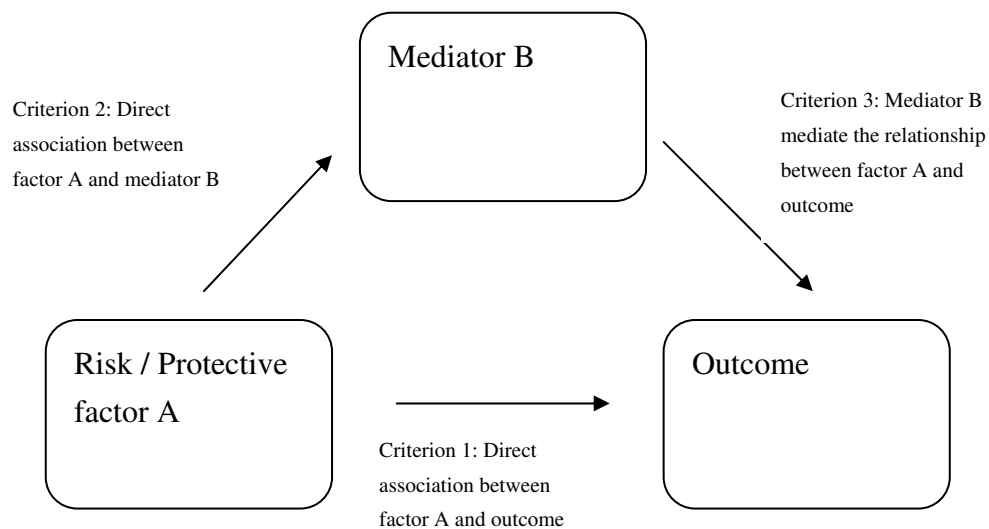 Mediator B
Criterion 2: Direct
association between
factor A and mediator B
Criterion 3: Mediator B
mediate the relationship
between factor A and
outcome
Risk / Protective
factor A
Outcome
Criterion 1: Direct
association between
factor A and outcome